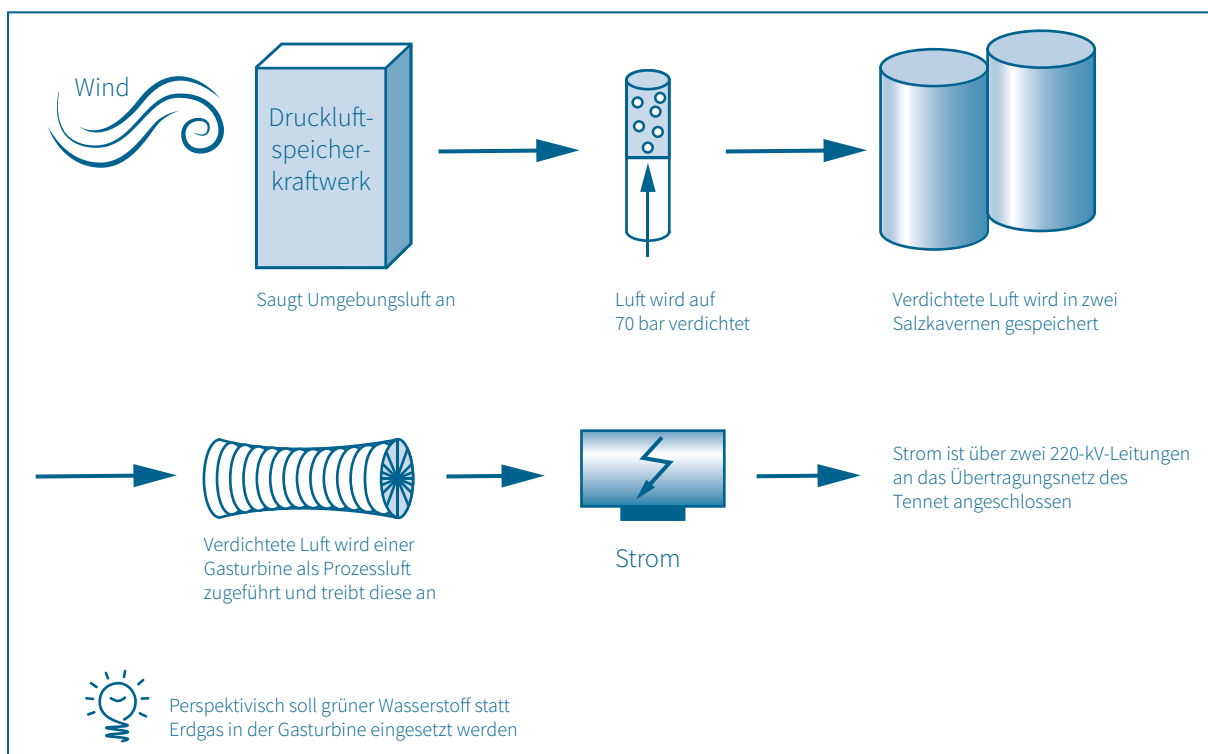 Wind
Druckluft-
speicher-
kraftwerk
Saugt Umgebungsluft an
Luft wird auf
70 bar verdichtet
Verdichtete Luft wird in zwei
Salzkavernen gespeichert
Verdichtete Luft wird einer
Gasturbine als Prozessluft
zugeführt und treibt diese an
Strom
Strom ist über zwei 220-kV-Leitungen
an das Übertragungsnetz des
Tennet angeschlossen
Perspektivisch soll grüner Wasserstoff statt
Erdgas in der Gasturbine eingesetzt werden